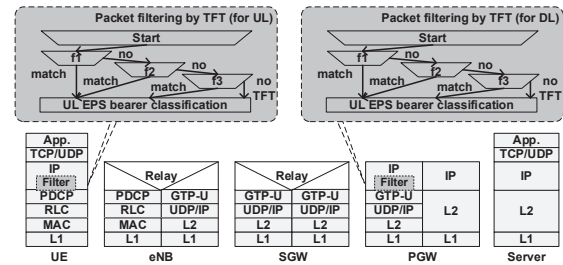 Packet filtering by TFT (for UL)
Start
f1
no
f2
no
f3
no
match
match
match
TFT
UL EPS bearer classification
Packet filtering by TFT (for DL)
Start
f1
no
f2
no
f3
no
match
match
match
TFT
UL EPS bearer classification
App.
TCP/UDP
IP
Filter
PDCP
RLC
MAC
L1
UE
Relay
PDCP GTP-U
RLC UDP/IP
MAC L2
L1 L1
eNB
Relay
GTP-U GTP-U
UDP/IP UDP/IP
L2 L2
L1 L1
SGW
IP
Filter
GTP-U
UDP/IP
L2
L1
IP
L2
L1
PGW
App.
TCP/UDP
IP
L2
L1
Server